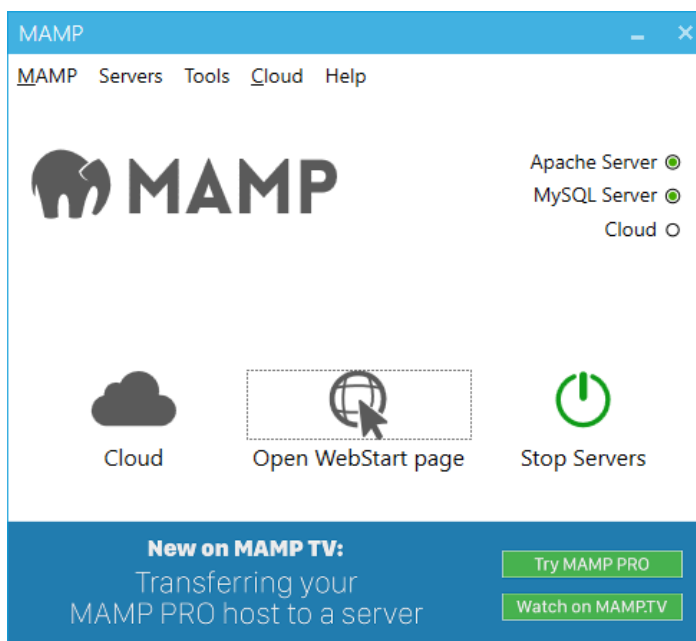 MAMP
MAMP Servers Tools Cloud Help
MAMP
Apache Server
MySQL Server
Cloud
Cloud
Open WebStart page
Stop Servers
New on MAMP TV:
Transferring your
MAMP PRO host to a server
Try MAMP PRO
Watch on MAMP.TV